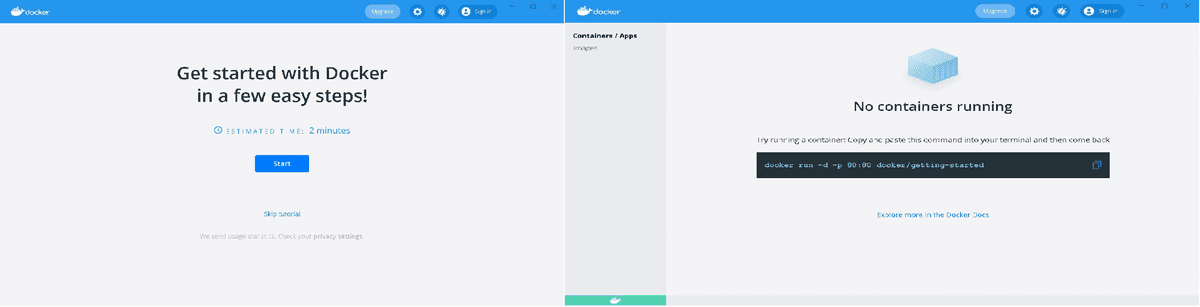 docker
Upgrade
Sign in
Get started with Docker
in a few easy steps!
ESTIMATED TIME: 2 minutes
Start
Skip tutorial
We send usage statistics. Check your privacy settings
docker
Upgrade
Sign in
Containers / Apps
Images
No containers running
Try running a container: Copy and paste this command into your terminal and then come back
docker run -d -p 80:80 docker/getting-started
Explore more in the Docker Docs